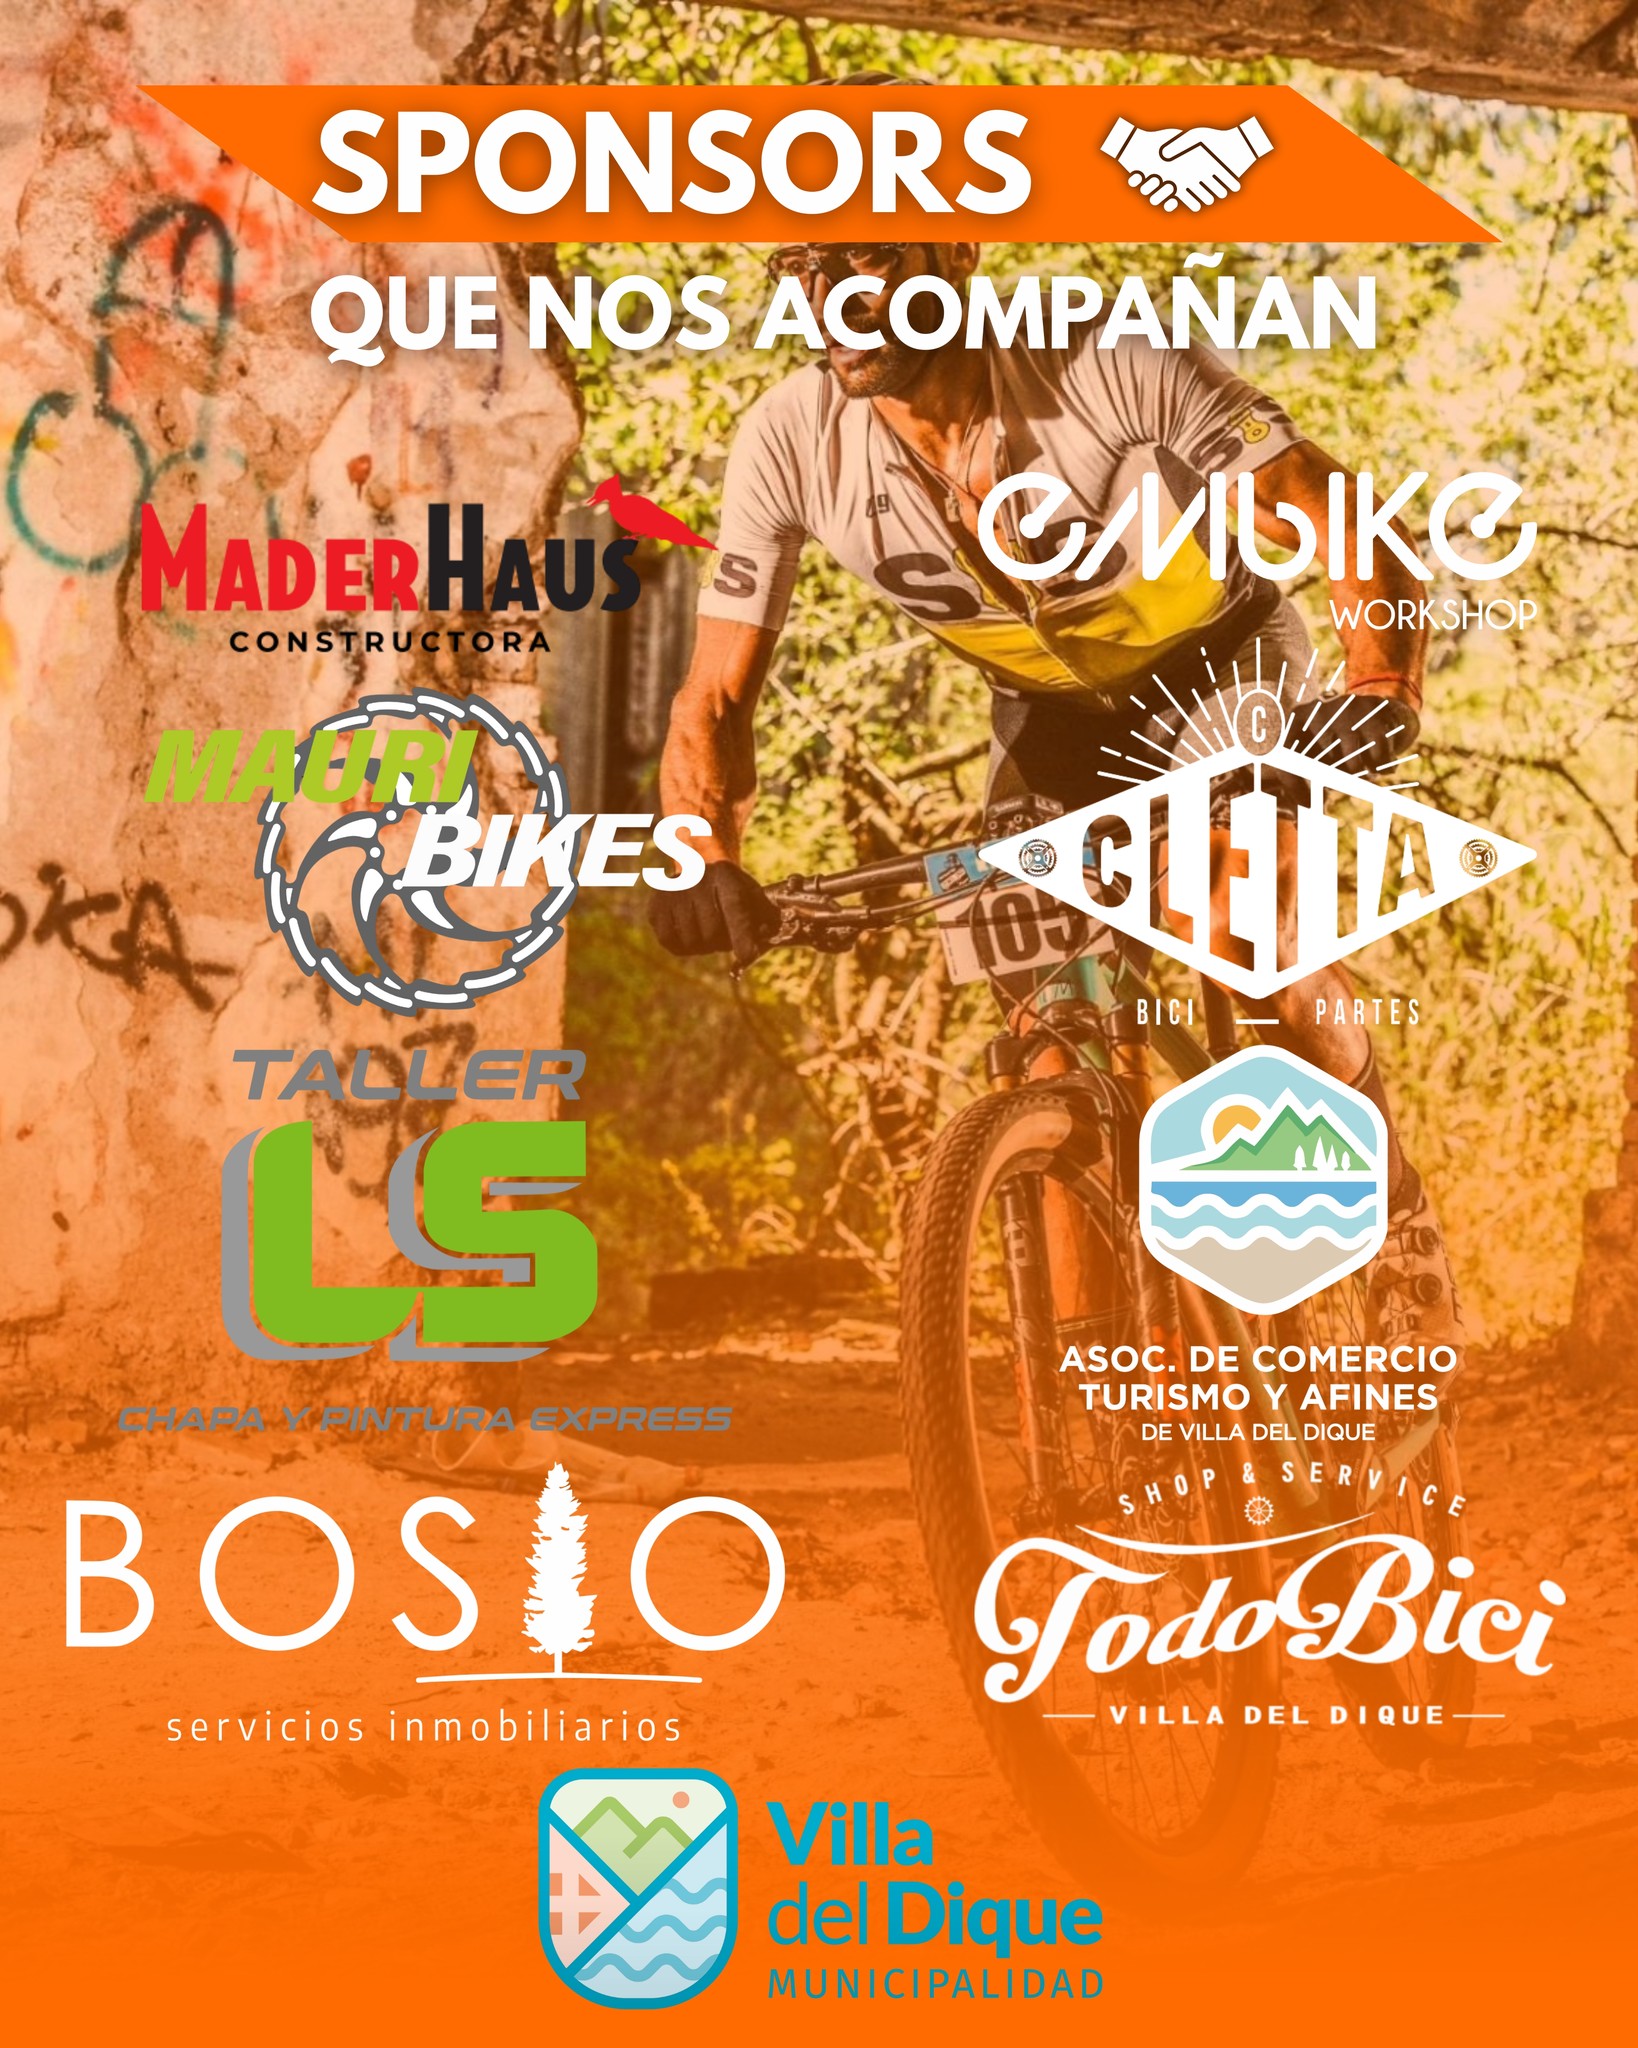 SPONSORS
QUE NOS ACOMPAÑAN
MADERHAUS
CONSTRUCTORA
embike
WORKSHOP
MAURI
BIKES
C
CLETTA
BICI PARTES
TALLER
LS
CHAPA Y PINTURA EXPRESS
ASOC. DE COMERCIO
TURISMO Y AFINES
DE VILLA DEL DIQUE
BOSIO
servicios inmobiliarios
SHOP & SERVICE
TodoBici
VILLA DEL DIQUE
Villa
del Dique
MUNICIPALIDAD
105